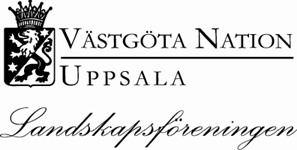 VÄSTGÖTA NATION
UPPSALA
Landskapsföreningen